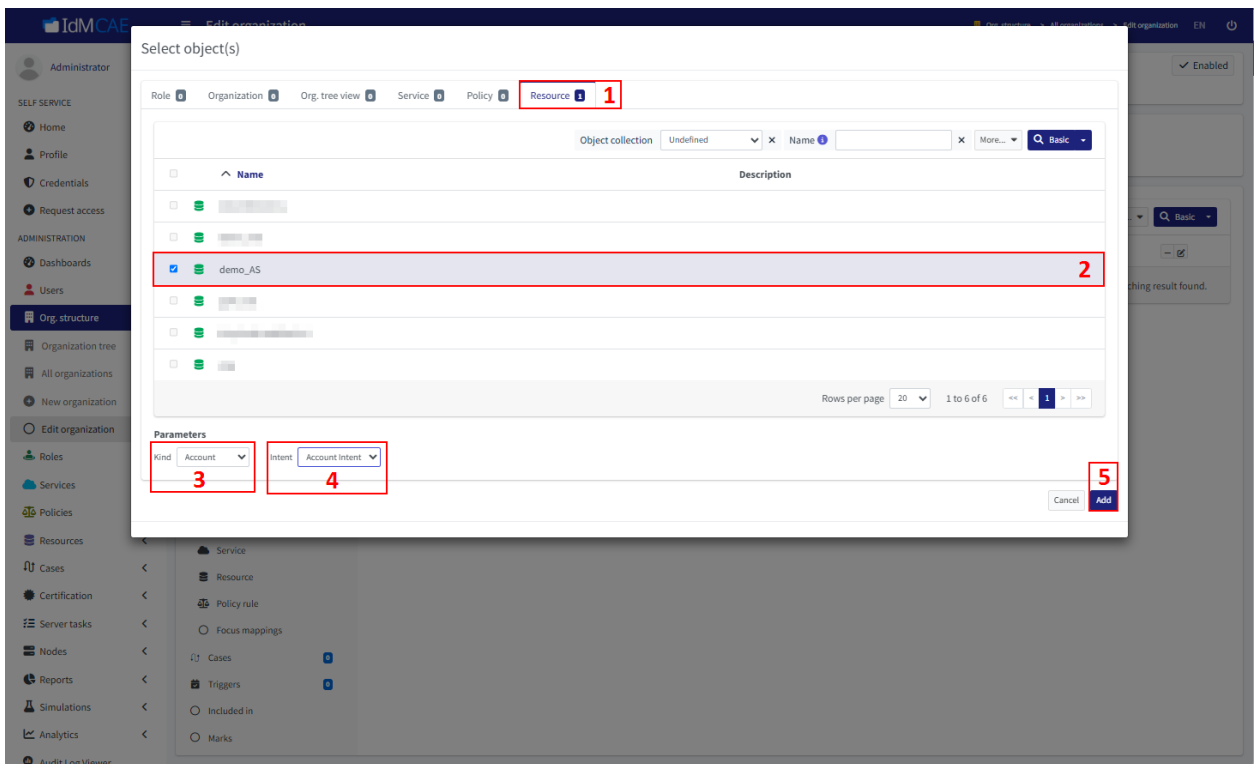 IdMCAE
Edit organization
Org. structure > All organizations > Edit organization EN
Administrator
Enabled
SELF SERVICE
Home
Profile
Credentials
Request access
ADMINISTRATION
Dashboards
Users
Org. structure
Organization tree
All organizations
New organization
Edit organization
Roles
Services
Policies
Resources
Cases
Certification
Server tasks
Nodes
Reports
Simulations
Analytics
Audit Log Viewer
Select object(s)
Role 0 Organization 0 Org. tree view 0 Service 0 Policy 0 Resource 1 1
Object collection Undefined Name More... Basic
Name Description
demo_AS 2
Rows per page 20 1 to 6 of 6 << < 1 > >>
Parameters
Kind Account Intent Account Intent
3 4 5
Cancel Add
Basic
ching result found.
Service
Resource
Policy rule
Focus mappings
Cases 0
Triggers 0
Included in
Marks